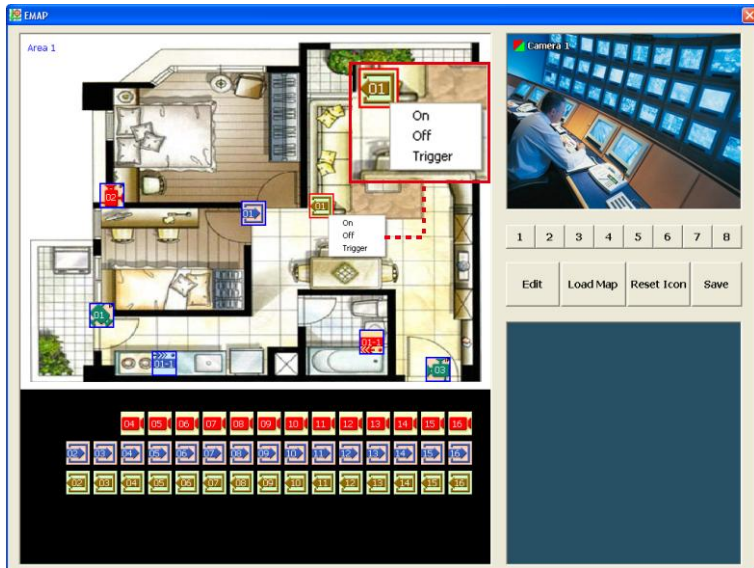 EMAP
Area 1
Camera 1
01
On
Off
Trigger
02
01
01
On
Off
Trigger
1 2 3 4 5 6 7 8
Edit Load Map Reset Icon Save
01
01-1
01-1
03
04 05 06 07 08 09 10 11 12 13 14 15 16
02 03 04 05 06 07 08 09 10 11 12 13 14 15 16
02 03 04 05 06 07 08 09 10 11 12 13 14 15 16